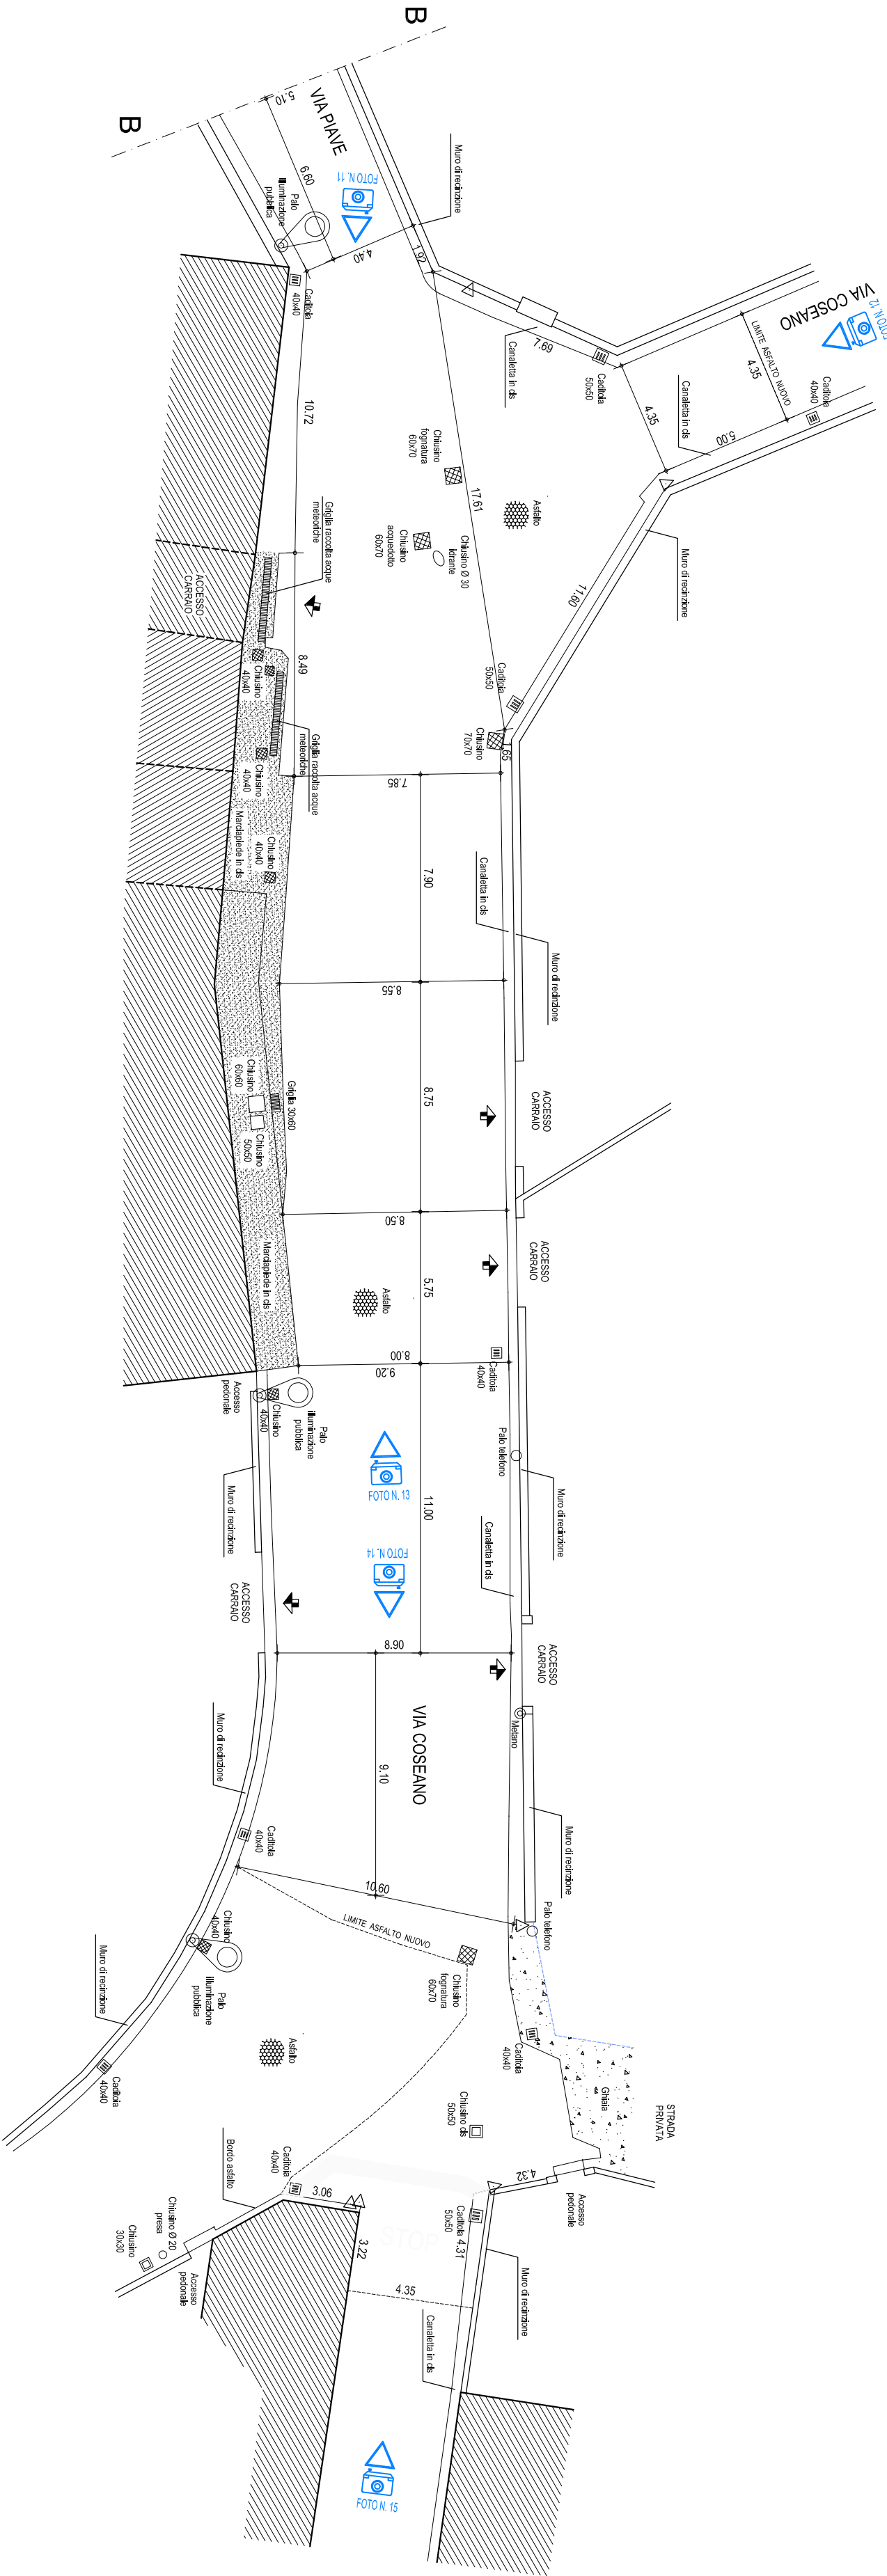 B
B
VIA PIAVE
5.10
6.60
FOTO N. 11
Palo
illuminazione
pubblica
Muro di recinzione
4.40
1.92
Caditoia
40x40
7.69
Canaletta in cls
Caditoia
50x50
VIA COSEANO
FOTO N. 12
LIMITE ASFALTO NUOVO
4.35
Caditoia
40x40
5.00
Canaletta in cls
4.35
Muro di recinzione
10.72
17.61
Chiusino
fognatura
60x70
Asfalto
Chiusino
acquedotto
60x70
Chiusino Ø 30
idrante
11.60
Griglia raccolta acque
meteoriche
ACCESSO
CARRAIO
8.49
Chiusino
40x40
Griglia raccolta acque
meteoriche
Chiusino
40x40
Caditoia
50x50
Chiusino
70x70
.65
7.85
7.90
Marciapiede in cls
Chiusino
40x40
Canaletta in cls
Muro di recinzione
8.55
8.75
Chiusino
60x60
Griglia 30x60
Chiusino
50x50
ACCESSO
CARRAIO
8.50
5.75
Marciapiede in cls
Asfalto
ACCESSO
CARRAIO
8.00
9.20
Caditoia
40x40
Accesso
pedonale
Chiusino
40x40
Palo
illuminazione
pubblica
Palo telefono
Muro di recinzione
FOTO N. 13
11.00
Muro di recinzione
Canaletta in cls
FOTO N. 14
ACCESSO
CARRAIO
8.90
ACCESSO
CARRAIO
VIA COSEANO
Metano
Muro di recinzione
9.10
Muro di recinzione
Caditoia
40x40
10.60
LIMITE ASFALTO NUOVO
Palo telefono
Chiusino
40x40
Palo
illuminazione
pubblica
Chiusino
fognatura
60x70
Muro di recinzione
Asfalto
Caditoia
40x40
Caditoia
40x40
Ghiaia
STRADA
PRIVATA
Chiusino cls
50x50
Bordo asfalto
Caditoia
40x40
3.06
4.32
Accesso
pedonale
Chiusino Ø 20
presa
Chiusino
30x30
Accesso
pedonale
3.22
STOP
Caditoia
50x50
4.31
Muro di recinzione
4.35
Canaletta in cls
FOTO N. 15